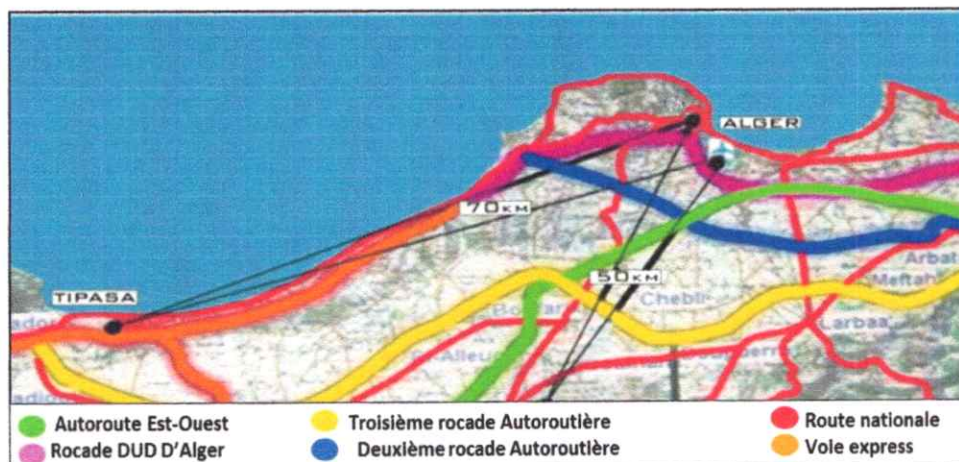 ALGER
70KM
50KM
TIPASA
Chebli
Arbat
Meftah
Larbaa
Autoroute Est-Ouest
Troisième rocade Autoroutière
Route nationale
Rocade DUD D'Alger
Deuxième rocade Autoroutière
Voie express